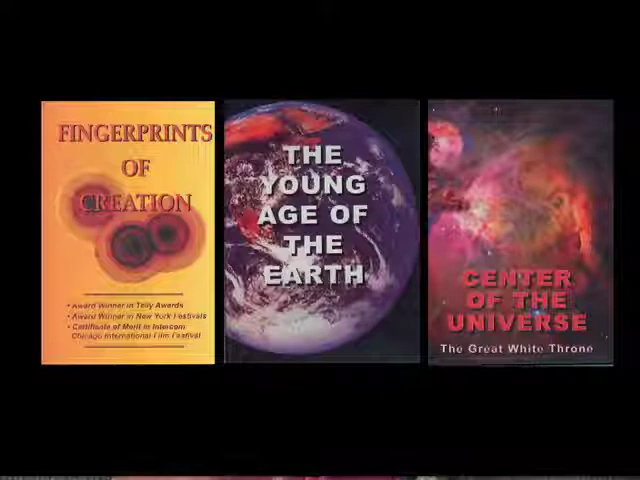 FINGERPRINTS
OF
CREATION
• Award Winner in Telly Awards
• Award Winner in New York Festivals
• Certificate of Merit in Intercom
Chicago International Film Festival
THE
YOUNG
AGE OF
THE
EARTH
CENTER
OF THE
UNIVERSE
The Great White Throne